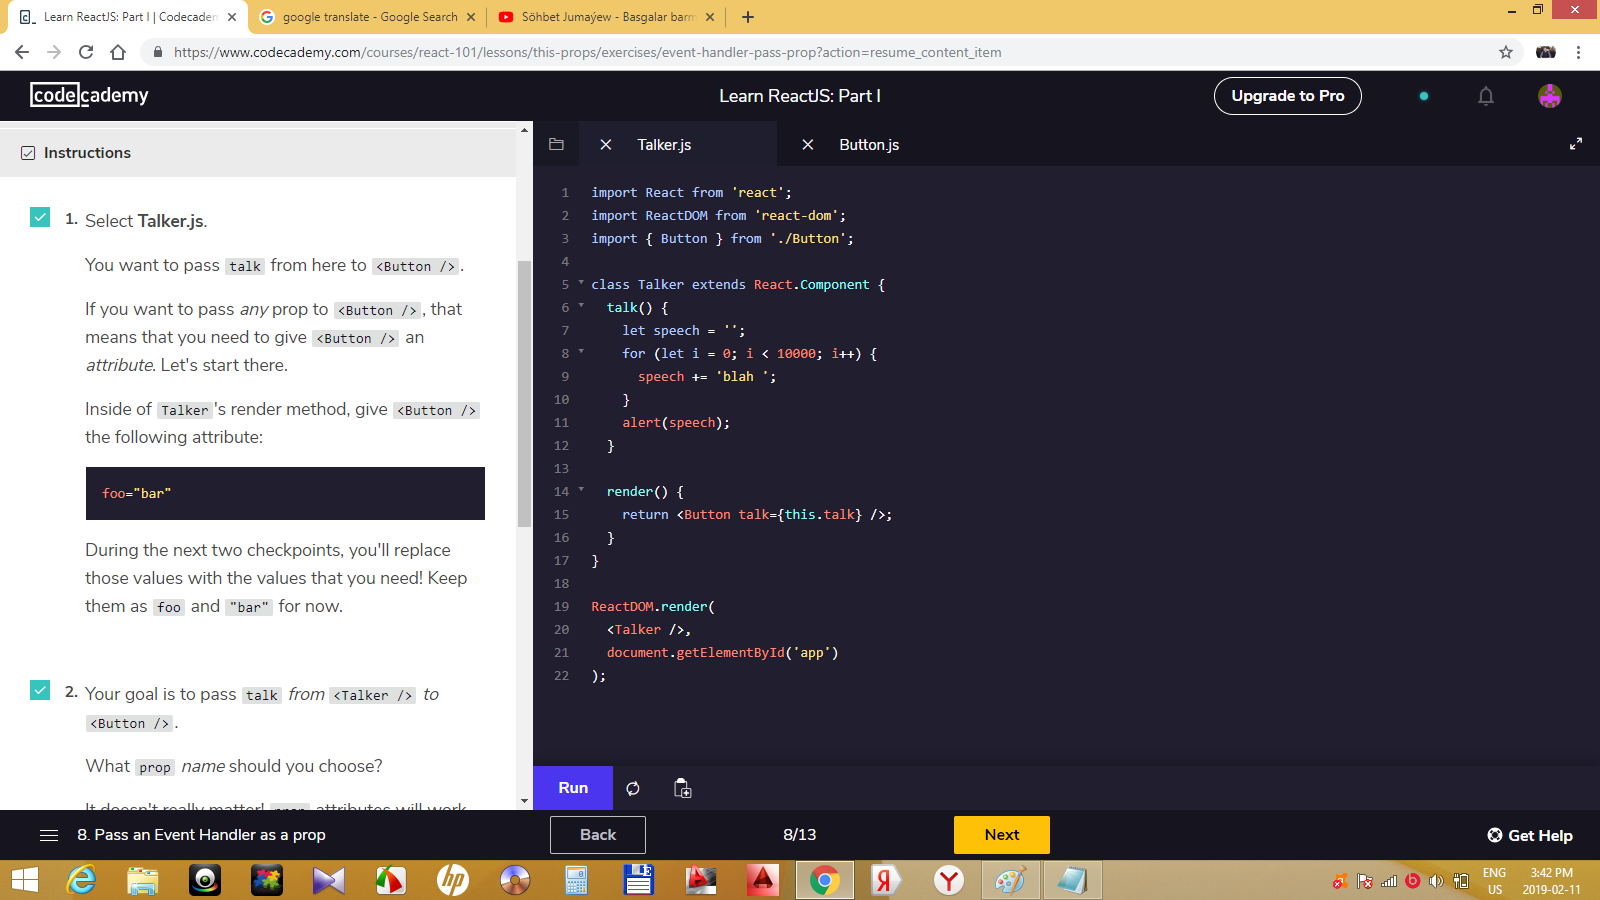 Learn ReactJS: Part I | Codecader
google translate - Google Search
Söhbet Jumaýew - Basgalar barm
https://www.codecademy.com/courses/react-101/lessons/this-props/exercises/event-handler-pass-prop?action=resume_content_item
codecademy
Learn ReactJS: Part I
Upgrade to Pro
Instructions
1. Select Talker.js.
You want to pass talk from here to <Button />.
If you want to pass any prop to <Button />, that
means that you need to give <Button /> an
attribute. Let's start there.
Inside of Talker's render method, give <Button />
the following attribute:
foo="bar"
During the next two checkpoints, you'll replace
those values with the values that you need! Keep
them as foo and "bar" for now.
2. Your goal is to pass talk from <Talker /> to
<Button />.
What prop name should you choose?
It doesn't really matter! prop attributes will work
Talker.js
Button.js
1 import React from 'react';
2 import ReactDOM from 'react-dom';
3 import { Button } from './Button';
4
5 class Talker extends React.Component {
6 talk() {
7 let speech = '';
8 for (let i = 0; i < 10000; i++) {
9 speech += 'blah ';
10 }
11 alert(speech);
12 }
13
14 render() {
15 return <Button talk={this.talk} />;
16 }
17 }
18
19 ReactDOM.render(
20 <Talker />,
21 document.getElementById('app')
22 );
Run
8. Pass an Event Handler as a prop
Back
8/13
Next
Get Help
ENG
US
3:42 PM
2019-02-11